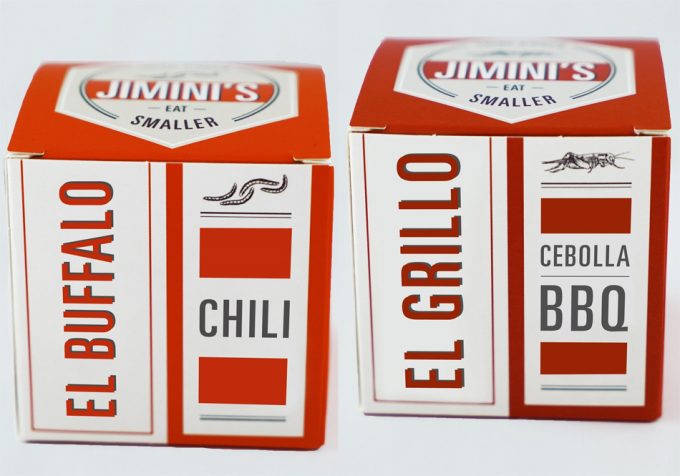 JIMINI'S
EAT
SMALLER
EL BUFFALO
CHILI
JIMINI'S
EAT
SMALLER
EL GRILLO
CEBOLLA
BBQ